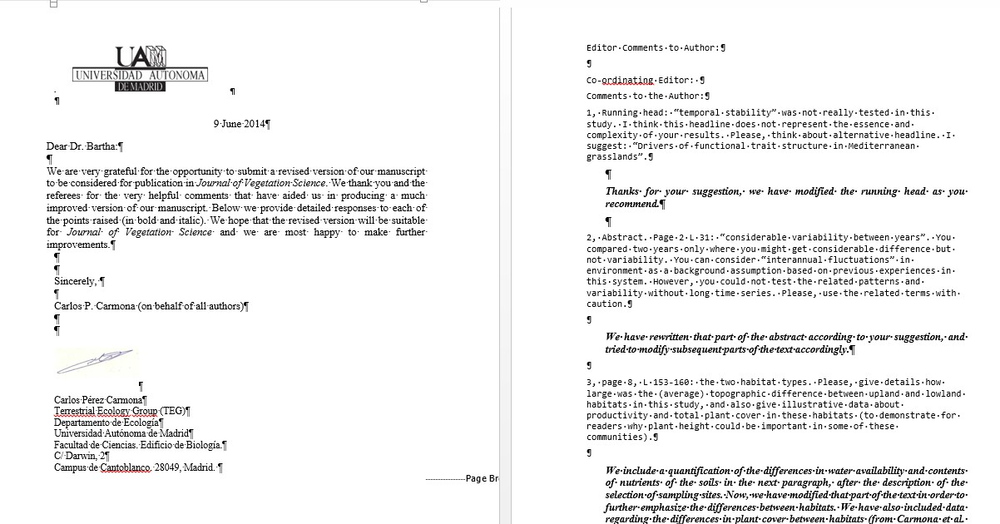 UAM
UNIVERSIDAD AUTONOMA
DE MADRID
9 June 2014
Dear Dr. Bartha:
We are very grateful for the opportunity to submit a revised version of our manuscript
to be considered for publication in Journal of Vegetation Science. We thank you and the
referees for the very helpful comments that have aided us in producing a much
improved version of our manuscript. Below we provide detailed responses to each of
the points raised (in bold and italic). We hope that the revised version will be suitable
for Journal of Vegetation Science and we are most happy to make further
improvements.
Sincerely,
Carlos P. Carmona (on behalf of all authors)
Carlos Pérez Carmona
Terrestrial Ecology Group (TEG)
Departamento de Ecología
Universidad Autónoma de Madrid
Facultad de Ciencias. Edificio de Biología.
C/ Darwin, 2
Campus de Cantoblanco. 28049, Madrid.
Page Br
Editor Comments to Author:
Co-ordinating Editor:
Comments to the Author:
1, Running head: “temporal stability” was not really tested in this
study. I think this headline does not represent the essence and
complexity of your results. Please, think about alternative headline. I
suggest: “Drivers of functional trait structure in Mediterranean
grasslands”.
Thanks for your suggestion, we have modified the running head as you
recommend.
2, Abstract. Page 2 L 31: “considerable variability between years”. You
compared two years only where you might get considerable difference but
not variability. You can consider “interannual fluctuations” in
environment as a background assumption based on previous experiences in
this system. However, you could not test the related patterns and
variability without long time series. Please, use the related terms with
caution.
We have rewritten that part of the abstract according to your suggestion, and
tried to modify subsequent parts of the text accordingly.
3, page 8, L 153-160: the two habitat types. Please, give details how
large was the (average) topographic difference between upland and lowland
habitats in this study, and also give illustrative data about
productivity and total plant cover in these habitats (to demonstrate for
readers why plant height could be important in some of these
communities).
We include a quantification of the differences in water availability and contents
of nutrients of the soils in the next paragraph, after the description of the
selection of sampling sites. Now, we have modified that part of the text in order to
further emphasize the differences between habitats. We have also included data
regarding the differences in plant cover between habitats (from Carmona et al.